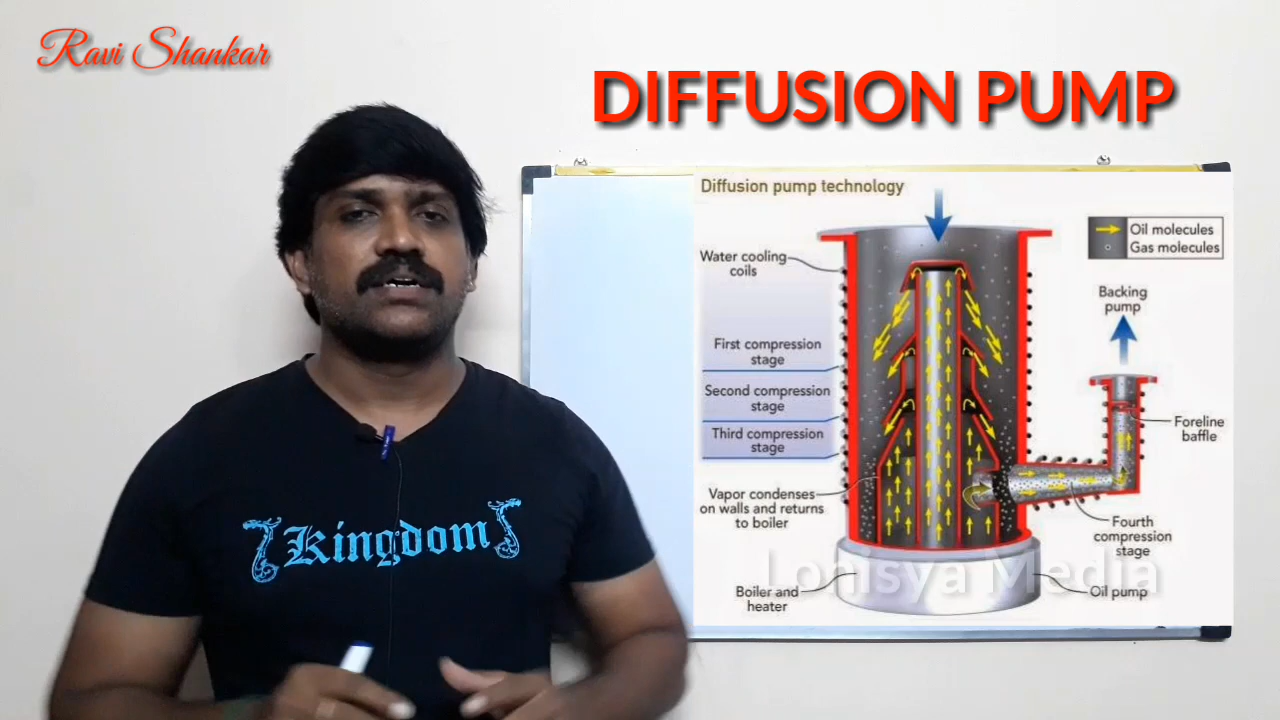 Ravi Shankar
DIFFUSION PUMP
Diffusion pump technology
Oil molecules
Gas molecules
Water cooling
coils
Backing
pump
First compression
stage
Second compression
stage
Third compression
stage
Foreline
baffle
Vapor condenses
on walls and returns
to boiler
Fourth
compression
stage
Boiler and
heater
Oil pump
Lonisya Media
Kingdom